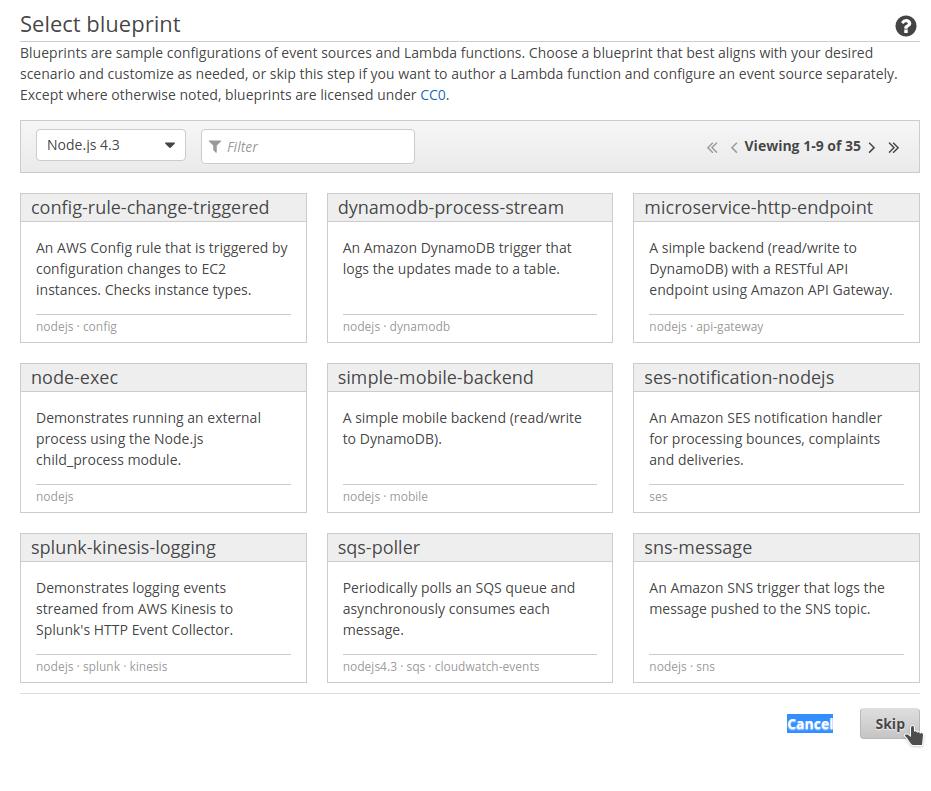 Select blueprint
Blueprints are sample configurations of event sources and Lambda functions. Choose a blueprint that best aligns with your desired
scenario and customize as needed, or skip this step if you want to author a Lambda function and configure an event source separately.
Except where otherwise noted, blueprints are licensed under CC0.
Node.js 4.3
Filter
« ‹ Viewing 1-9 of 35 › »
config-rule-change-triggered
An AWS Config rule that is triggered by
configuration changes to EC2
instances. Checks instance types.
nodejs · config
dynamodb-process-stream
An Amazon DynamoDB trigger that
logs the updates made to a table.
nodejs · dynamodb
microservice-http-endpoint
A simple backend (read/write to
DynamoDB) with a RESTful API
endpoint using Amazon API Gateway.
nodejs · api-gateway
node-exec
Demonstrates running an external
process using the Node.js
child_process module.
nodejs
simple-mobile-backend
A simple mobile backend (read/write
to DynamoDB).
nodejs · mobile
ses-notification-nodejs
An Amazon SES notification handler
for processing bounces, complaints
and deliveries.
ses
splunk-kinesis-logging
Demonstrates logging events
streamed from AWS Kinesis to
Splunk's HTTP Event Collector.
nodejs · splunk · kinesis
sqs-poller
Periodically polls an SQS queue and
asynchronously consumes each
message.
nodejs4.3 · sqs · cloudwatch-events
sns-message
An Amazon SNS trigger that logs the
message pushed to the SNS topic.
nodejs · sns
Cancel
Skip